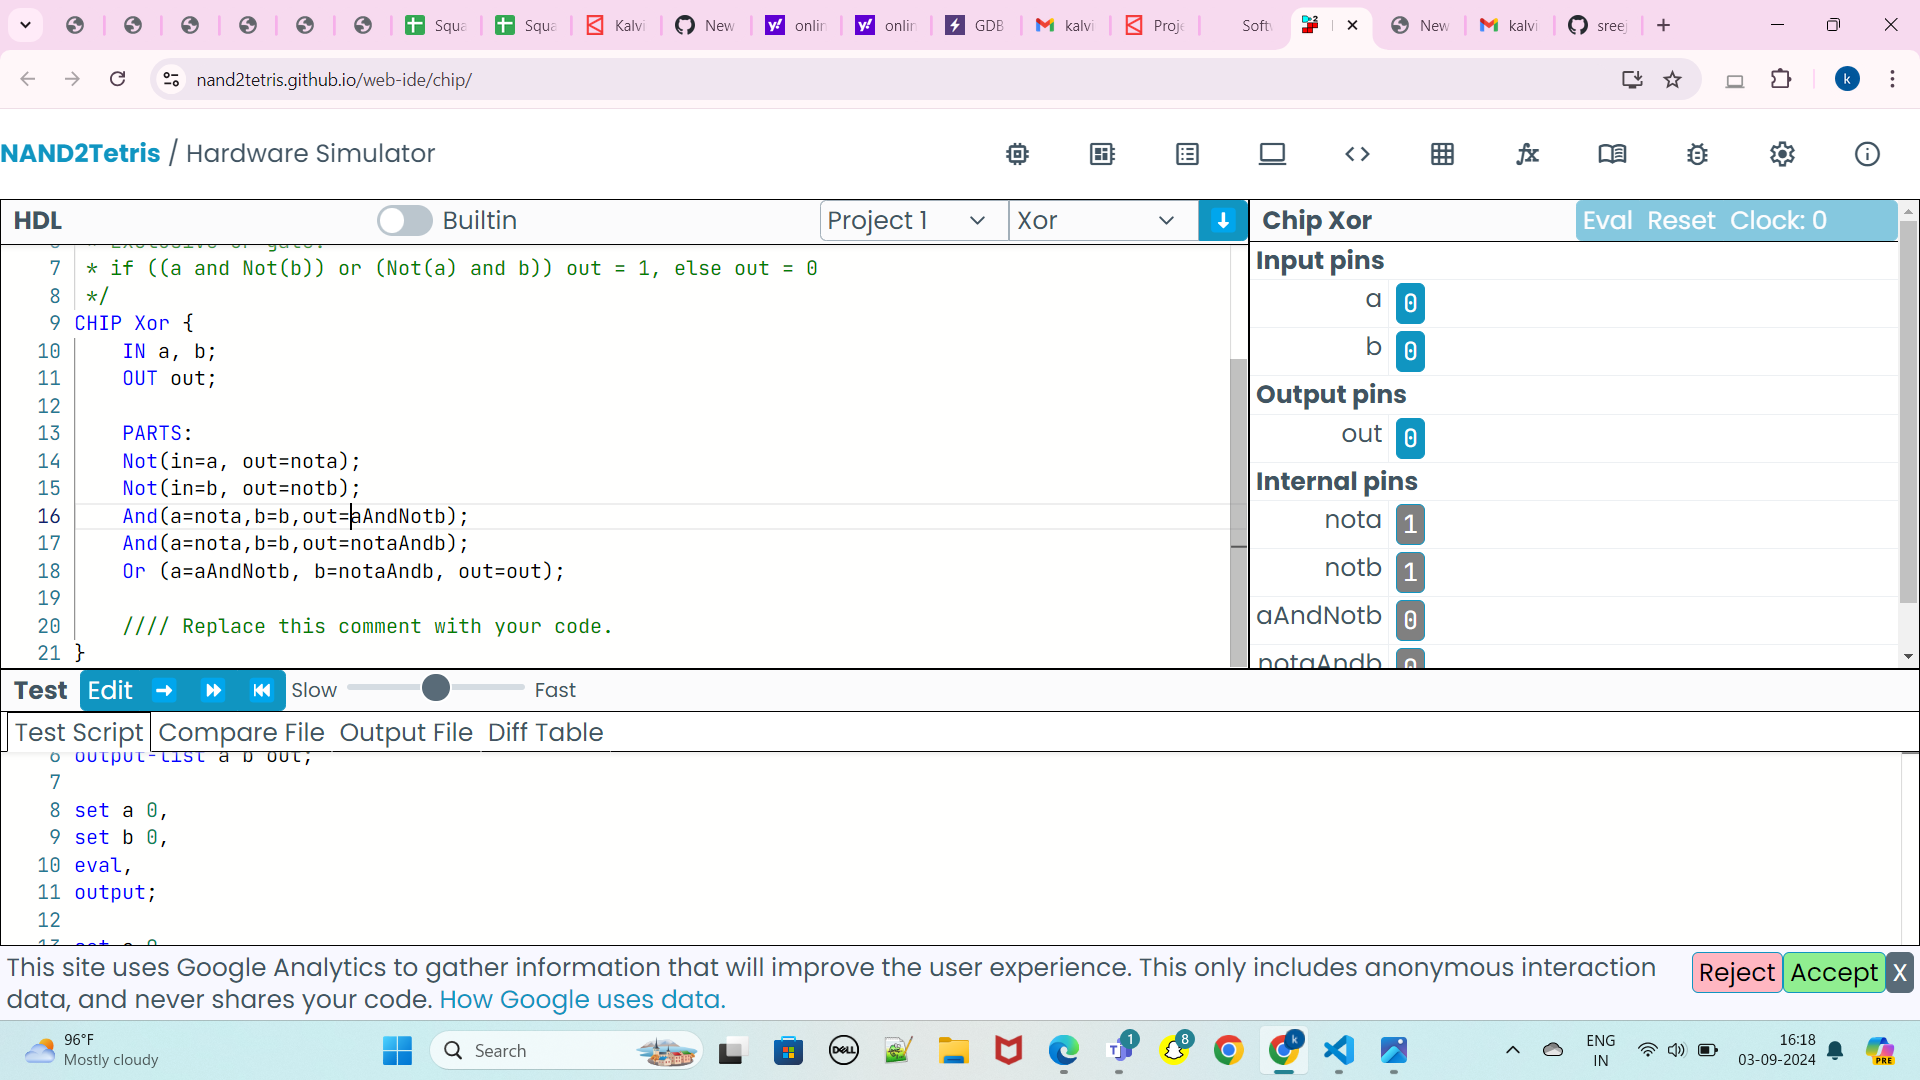 Squa
Squa
Kalvi
New
onlin
onlin
GDB
kalvi
Proje
Softv
New
kalvi
sreej
nand2tetris.github.io/web-ide/chip/
k
NAND2Tetris / Hardware Simulator
HDL
Builtin
Project 1
Xor
7 * if ((a and Not(b)) or (Not(a) and b)) out = 1, else out = 0
8 */
9 CHIP Xor {
10 IN a, b;
11 OUT out;
12
13 PARTS:
14 Not(in=a, out=nota);
15 Not(in=b, out=notb);
16 And(a=nota,b=b,out=aAndNotb);
17 And(a=nota,b=b,out=notaAndb);
18 Or (a=aAndNotb, b=notaAndb, out=out);
19
20 //// Replace this comment with your code.
21 }
Chip Xor
Eval Reset Clock: 0
Input pins
a 0
b 0
Output pins
out 0
Internal pins
nota 1
notb 1
aAndNotb 0
notaAndb 0
Test Edit Slow Fast
Test Script Compare File Output File Diff Table
6 output-list a b out;
7
8 set a 0,
9 set b 0,
10 eval,
11 output;
12
This site uses Google Analytics to gather information that will improve the user experience. This only includes anonymous interaction
data, and never shares your code. How Google uses data.
Reject Accept X
96°F
Mostly cloudy
Search
DELL
1
8
k
ENG
IN
16:18
03-09-2024
PRE